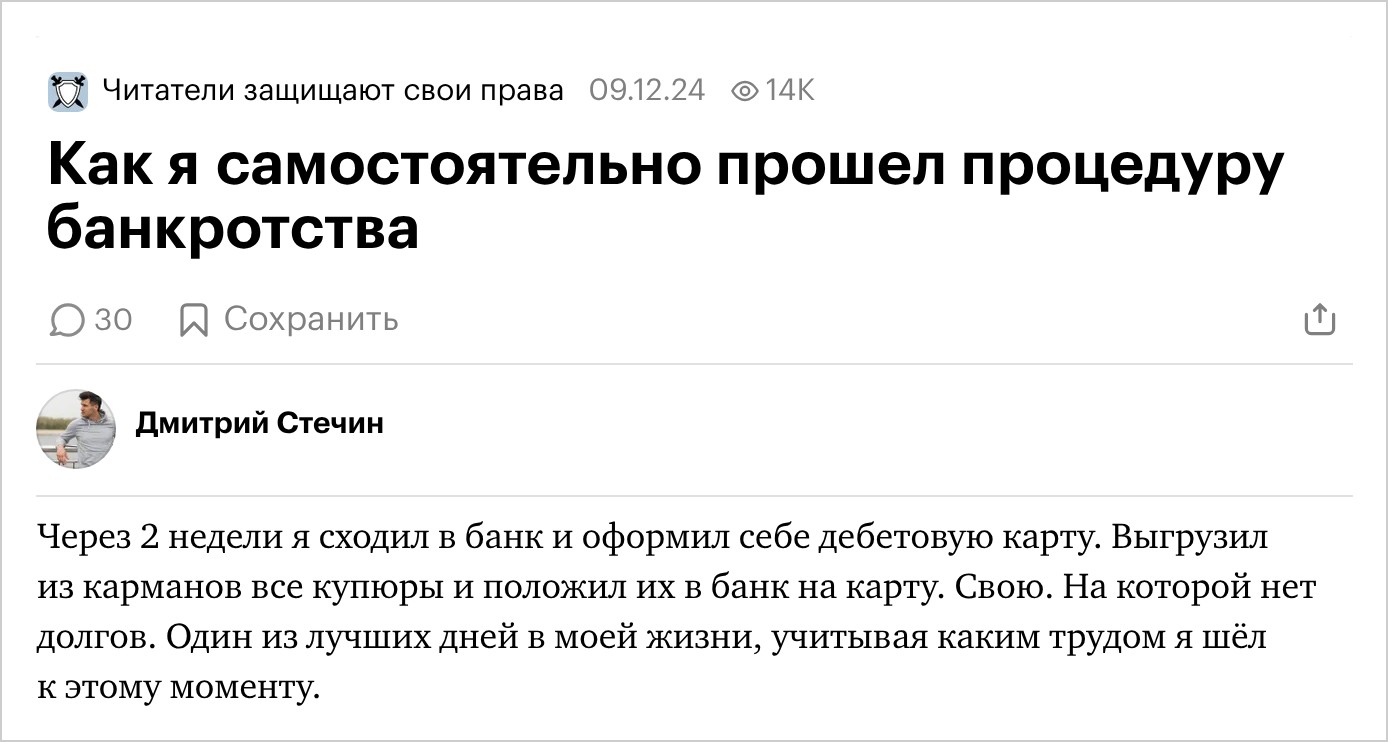 Читатели защищают свои права 09.12.24 14K
Как я самостоятельно прошел процедуру
банкротства
30 Сохранить
Дмитрий Стечин
Через 2 недели я сходил в банк и оформил себе дебетовую карту. Выгрузил
из карманов все купюры и положил их в банк на карту. Свою. На которой нет
долгов. Один из лучших дней в моей жизни, учитывая каким трудом я шёл
к этому моменту.